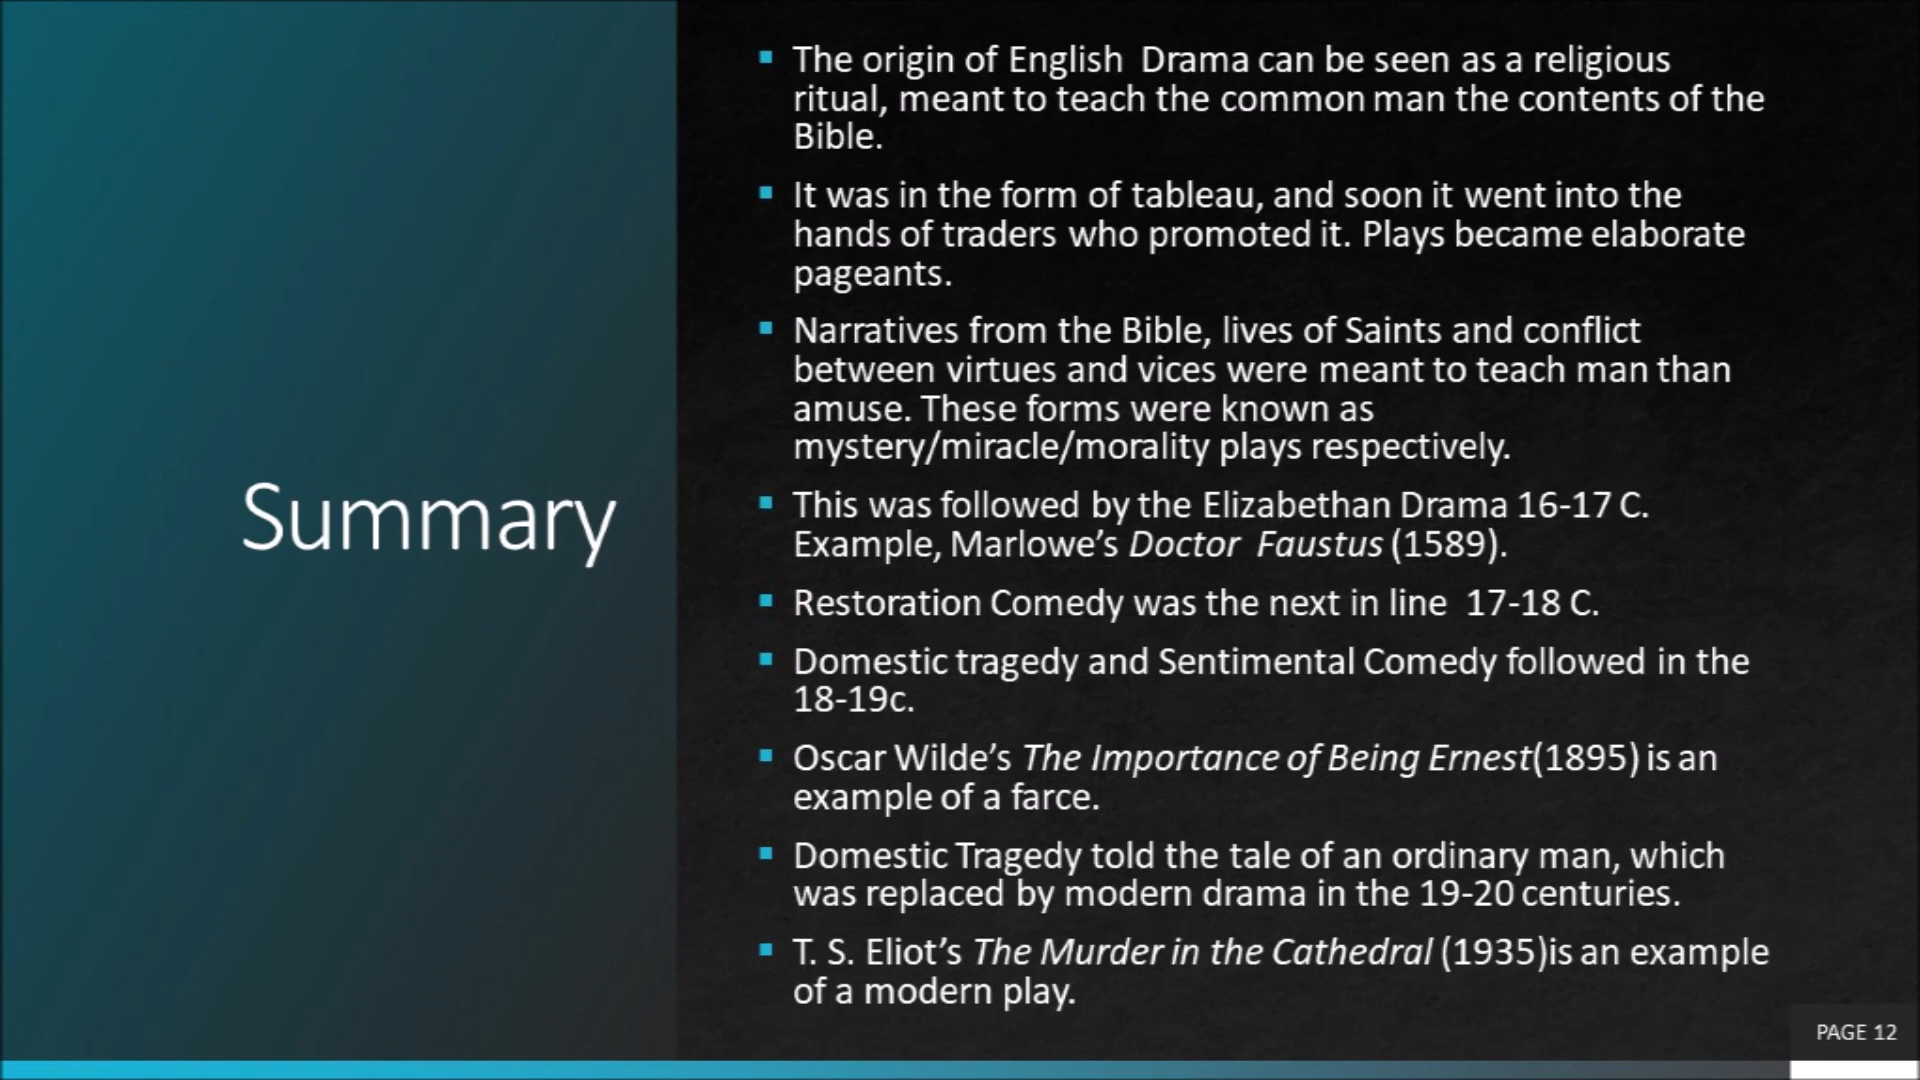 Summary
The origin of English Drama can be seen as a religious
ritual, meant to teach the common man the contents of the
Bible.
It was in the form of tableau, and soon it went into the
hands of traders who promoted it. Plays became elaborate
pageants.
Narratives from the Bible, lives of Saints and conflict
between virtues and vices were meant to teach man than
amuse. These forms were known as
mystery/miracle/morality plays respectively.
This was followed by the Elizabethan Drama 16-17 C.
Example, Marlowe’s Doctor Faustus (1589).
Restoration Comedy was the next in line 17-18 C.
Domestic tragedy and Sentimental Comedy followed in the
18-19c.
Oscar Wilde’s The Importance of Being Ernest(1895) is an
example of a farce.
Domestic Tragedy told the tale of an ordinary man, which
was replaced by modern drama in the 19-20 centuries.
T. S. Eliot’s The Murder in the Cathedral (1935)is an example
of a modern play.
PAGE 12